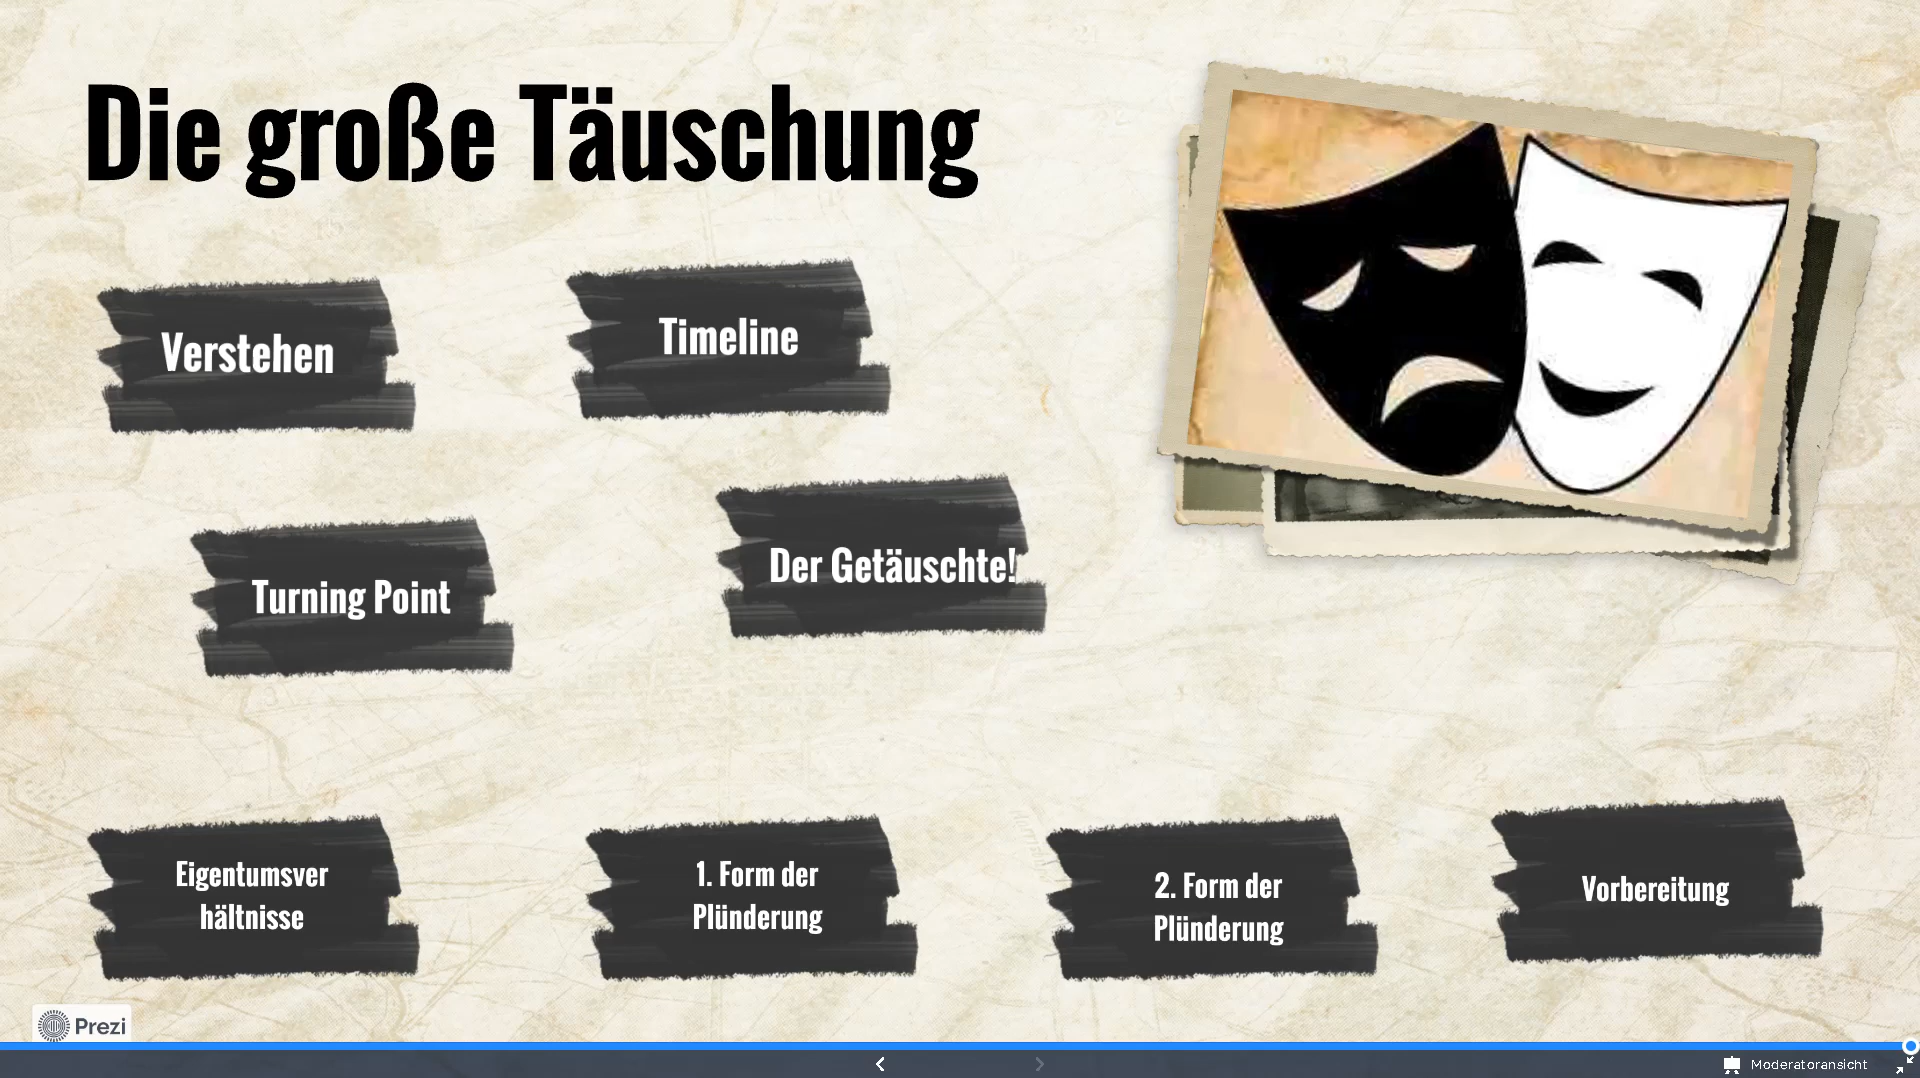 Die große Täuschung
Verstehen
Timeline
Turning Point
Der Getäuschte!
Eigentumsver
hältnisse
1. Form der
Plünderung
2. Form der
Plünderung
Vorbereitung
Prezi
Moderatoransicht